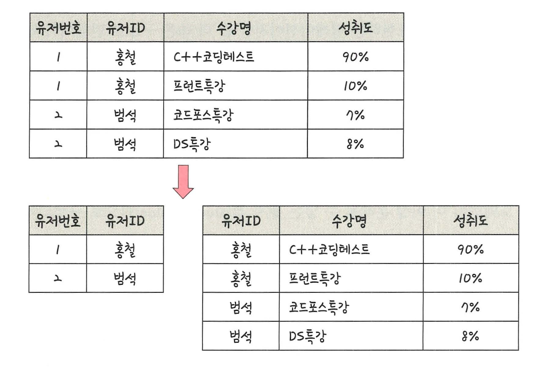 유저번호 유저ID 수강명 성취도
1 홍철 C++코딩테스트 90%
1 홍철 프런트특강 10%
2 범석 코드포스특강 7%
2 범석 DS특강 8%
유저번호 유저ID
1 홍철
2 범석
유저ID 수강명 성취도
홍철 C++코딩테스트 90%
홍철 프런트특강 10%
범석 코드포스특강 7%
범석 DS특강 8%